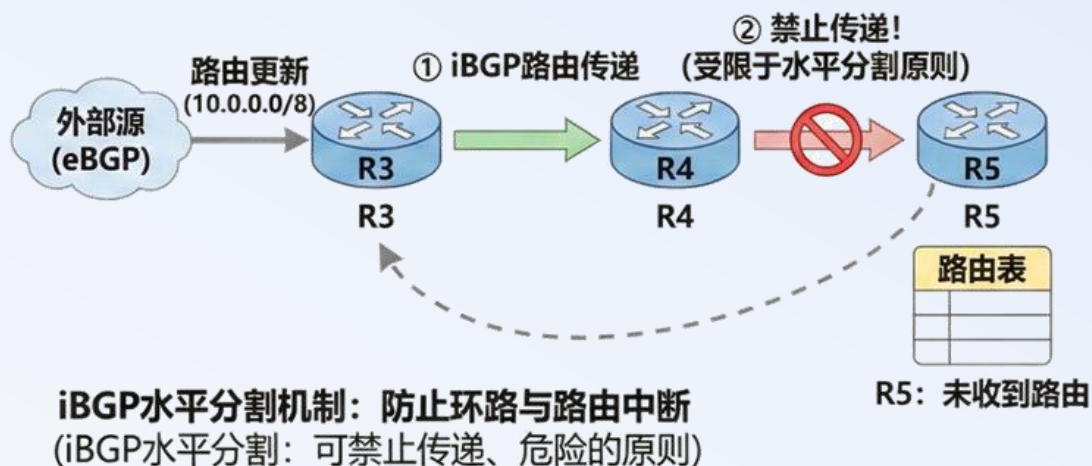 ② 禁止传递!
路由更新
① iBGP路由传递
(受限于水平分割原则)
(10.0.0.0/8)
外部源
(eBGP)
R3
R4
R5
R3
R4
R5
路由表
R5：未收到路由
iBGP水平分割机制：防止环路与路由中断
(iBGP水平分割：可禁止传递、危险的原则)